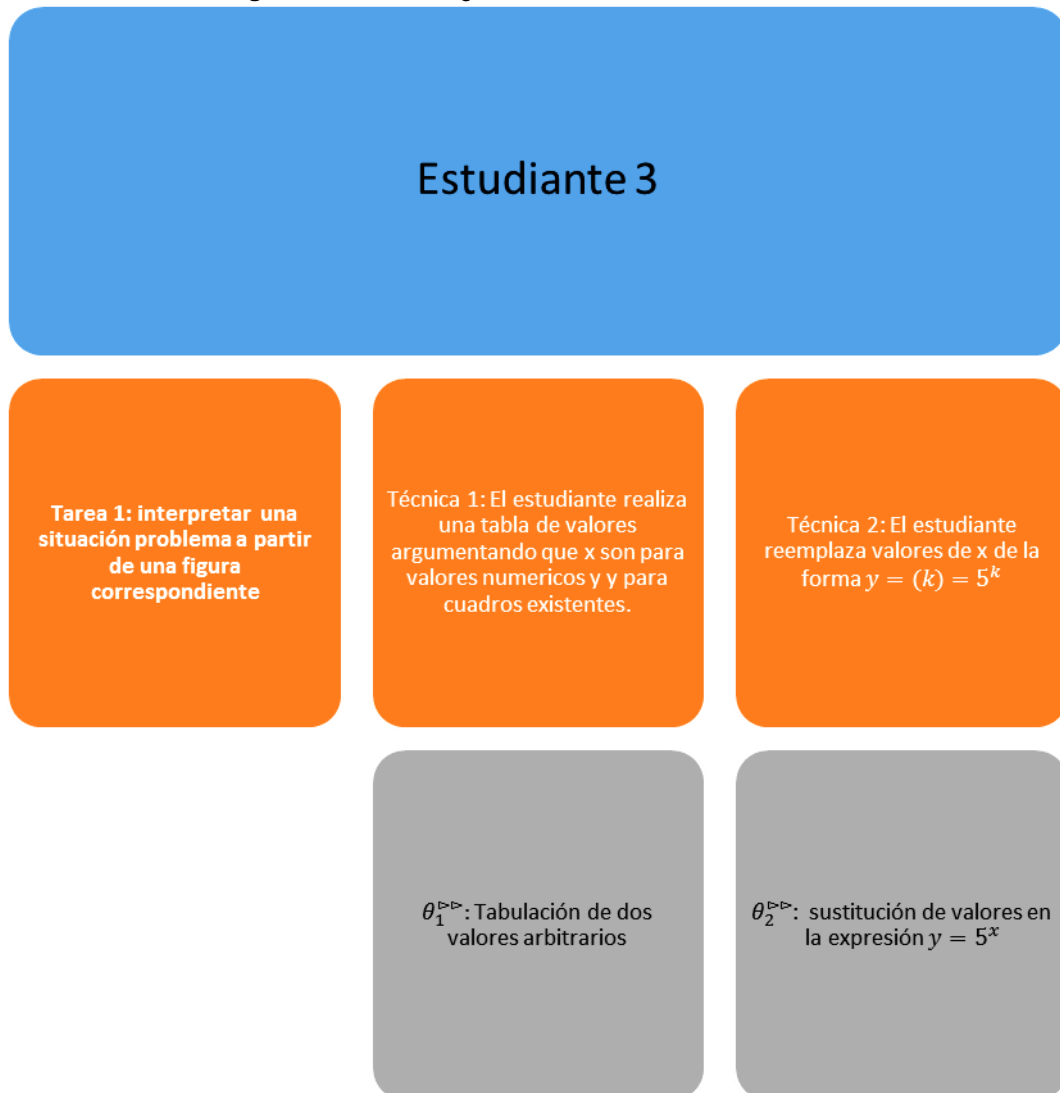 Estudiante 3
Tarea 1: interpretar una
situación problema a partir
de una figura
correspondiente
Técnica 1: El estudiante realiza
una tabla de valores
argumentando que x son para
valores numericos y y para
cuadros existentes.
Técnica 2: El estudiante
reemplaza valores de x de la
forma y = (k) = 5^k
θ₁^⊳⊳: Tabulación de dos
valores arbitrarios
θ₂^⊳⊳: sustitución de valores en
la expresión y = 5^x